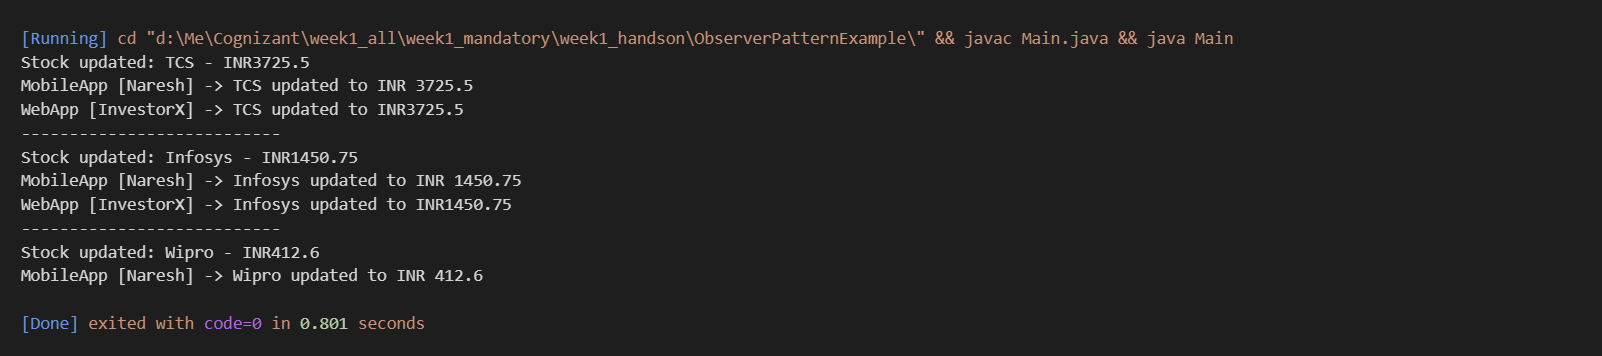 [Running] cd "d:\Me\Cognizant\week1_all\week1_mandatory\week1_handson\ObserverPatternExample\" && javac Main.java && java Main
Stock updated: TCS - INR3725.5
MobileApp [Naresh] -> TCS updated to INR 3725.5
WebApp [InvestorX] -> TCS updated to INR3725.5
---------------------------
Stock updated: Infosys - INR1450.75
MobileApp [Naresh] -> Infosys updated to INR 1450.75
WebApp [InvestorX] -> Infosys updated to INR1450.75
---------------------------
Stock updated: Wipro - INR412.6
MobileApp [Naresh] -> Wipro updated to INR 412.6
[Done] exited with code=0 in 0.801 seconds